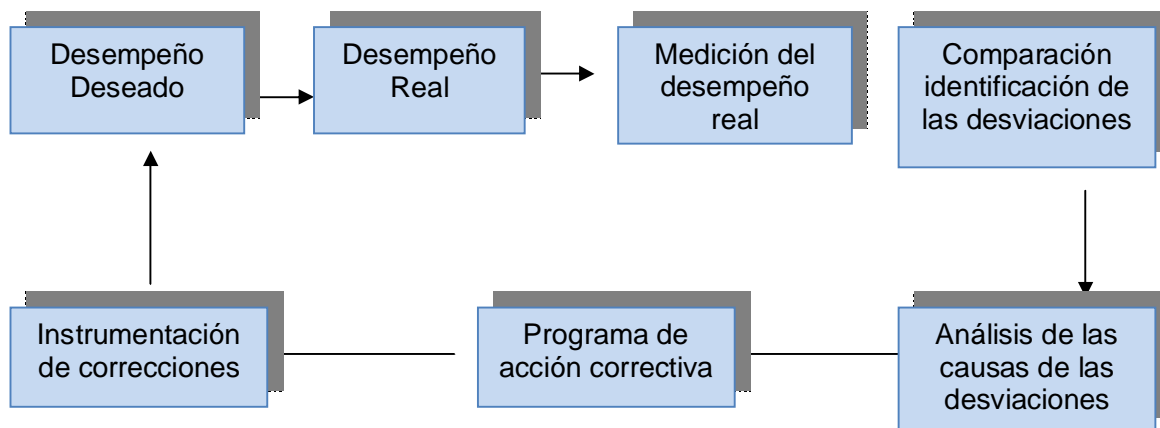 Desempeño
Deseado
Desempeño
Real
Medición del
desempeño
real
Comparación
identificación de
las desviaciones
Instrumentación
de correcciones
Programa de
acción correctiva
Análisis de las
causas de las
desviaciones